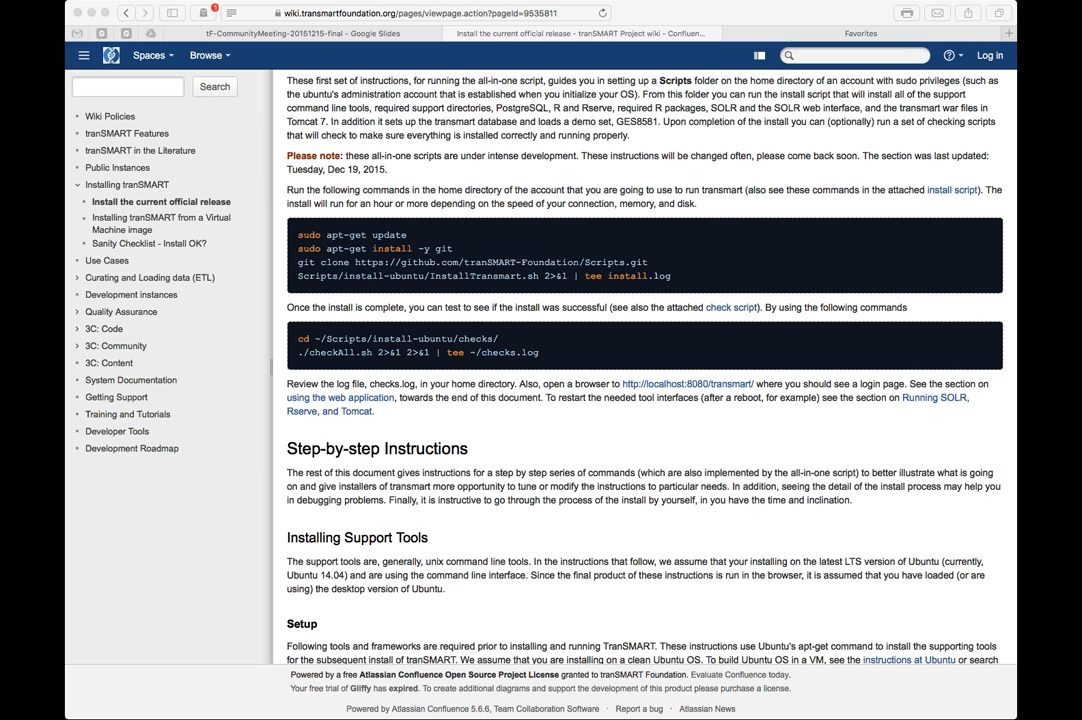 1
wiki.transmartfoundation.org/pages/viewpage.action?pageId=9535811
tF-CommunityMeeting-20151215-final - Google Slides
Install the current official release - tranSMART Project wiki - Confluen...
Favorites
Spaces
Browse
Log in
Search
Wiki Policies
tranSMART Features
tranSMART in the Literature
Public Instances
Installing tranSMART
Install the current official release
Installing tranSMART from a Virtual
Machine image
Sanity Checklist - Install OK?
Use Cases
Curating and Loading data (ETL)
Development instances
Quality Assurance
3C: Code
3C: Community
3C: Content
System Documentation
Getting Support
Training and Tutorials
Developer Tools
Development Roadmap
These first set of instructions, for running the all-in-one script, guides you in setting up a Scripts folder on the home directory of an account with sudo privileges (such as
the ubuntu's administration account that is established when you initialize your OS). From this folder you can run the install script that will install all of the support
command line tools, required support directories, PostgreSQL, R and Rserve, required R packages, SOLR and the SOLR web interface, and the transmart war files in
Tomcat 7. In addition it sets up the transmart database and loads a demo set, GES8581. Upon completion of the install you can (optionally) run a set of checking scripts
that will check to make sure everything is installed correctly and running properly.
Please note: these all-in-one scripts are under intense development. These instructions will be changed often, please come back soon. The section was last updated:
Tuesday, Dec 19, 2015.
Run the following commands in the home directory of the account that you are going to use to run transmart (also see these commands in the attached install script). The
install will run for an hour or more depending on the speed of your connection, memory, and disk.
sudo apt-get update
sudo apt-get install -y git
git clone https://github.com/tranSMART-Foundation/Scripts.git
Scripts/install-ubuntu/InstallTransmart.sh 2>&1 | tee install.log
Once the install is complete, you can test to see if the install was successful (see also the attached check script). By using the following commands
cd ~/Scripts/install-ubuntu/checks/
./checkAll.sh 2>&1 2>&1 | tee ~/checks.log
Review the log file, checks.log, in your home directory. Also, open a browser to http://localhost:8080/transmart/ where you should see a login page. See the section on
using the web application, towards the end of this document. To restart the needed tool interfaces (after a reboot, for example) see the section on Running SOLR,
Rserve, and Tomcat.
Step-by-step Instructions
The rest of this document gives instructions for a step by step series of commands (which are also implemented by the all-in-one script) to better illustrate what is going
on and give installers of transmart more opportunity to tune or modify the instructions to particular needs. In addition, seeing the detail of the install process may help you
in debugging problems. Finally, it is instructive to go through the process of the install by yourself, in you have the time and inclination.
Installing Support Tools
The support tools are, generally, unix command line tools. In the instructions that follow, we assume that your installing on the latest LTS version of Ubuntu (currently,
Ubuntu 14.04) and are using the command line interface. Since the final product of these instructions is run in the browser, it is assumed that you have loaded (or are
using) the desktop version of Ubuntu.
Setup
Following tools and frameworks are required prior to installing and running TranSMART. These instructions use Ubuntu's apt-get command to install the supporting tools
for the subsequent install of tranSMART. We assume that you are installing on a clean Ubuntu OS. To build Ubuntu OS in a VM, see the instructions at Ubuntu or search
Powered by a free Atlassian Confluence Open Source Project License granted to tranSMART Foundation. Evaluate Confluence today.
Your free trial of Gliffy has expired. To create additional diagrams and support the development of this product please purchase a license.
Powered by Atlassian Confluence 5.6.6, Team Collaboration Software · Report a bug · Atlassian News